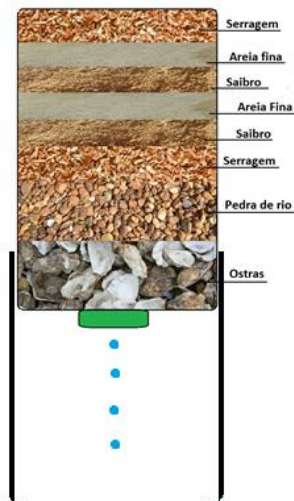 Serragem
Areia fina
Saibro
Areia Fina
Saibro
Serragem
Pedra de rio
Ostras